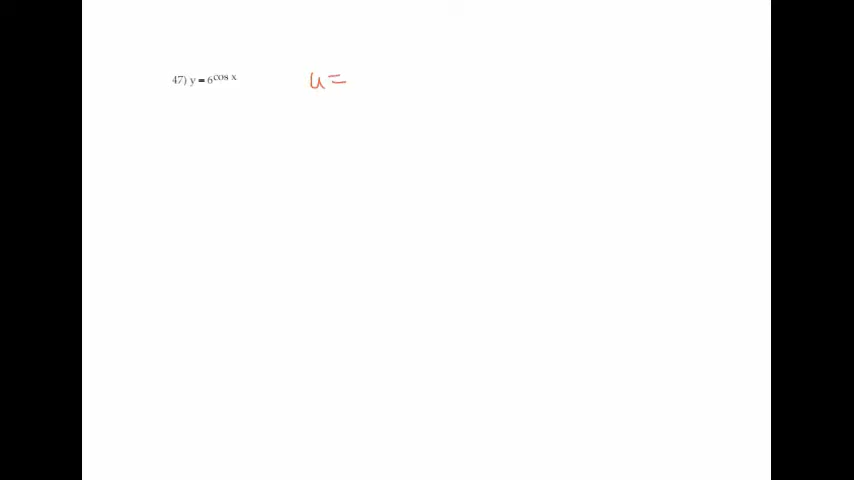 47) y = 6^cos x u =